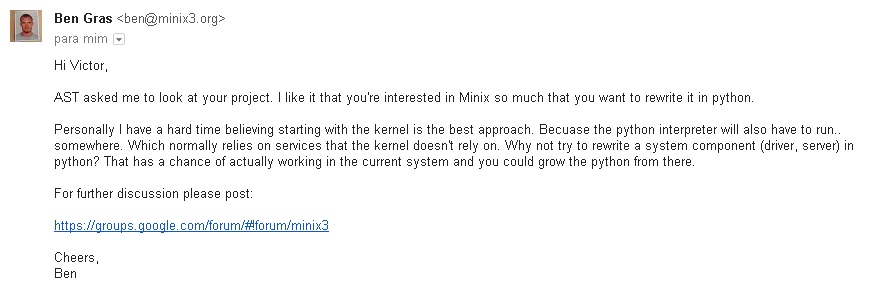 Ben Gras <ben@minix3.org>
para mim
Hi Victor,
AST asked me to look at your project. I like it that you're interested in Minix so much that you want to rewrite it in python.
Personally I have a hard time believing starting with the kernel is the best approach. Becuase the python interpreter will also have to run..
somewhere. Which normally relies on services that the kernel doesn't rely on. Why not try to rewrite a system component (driver, server) in
python? That has a chance of actually working in the current system and you could grow the python from there.
For further discussion please post:
https://groups.google.com/forum/#!forum/minix3
Cheers,
Ben